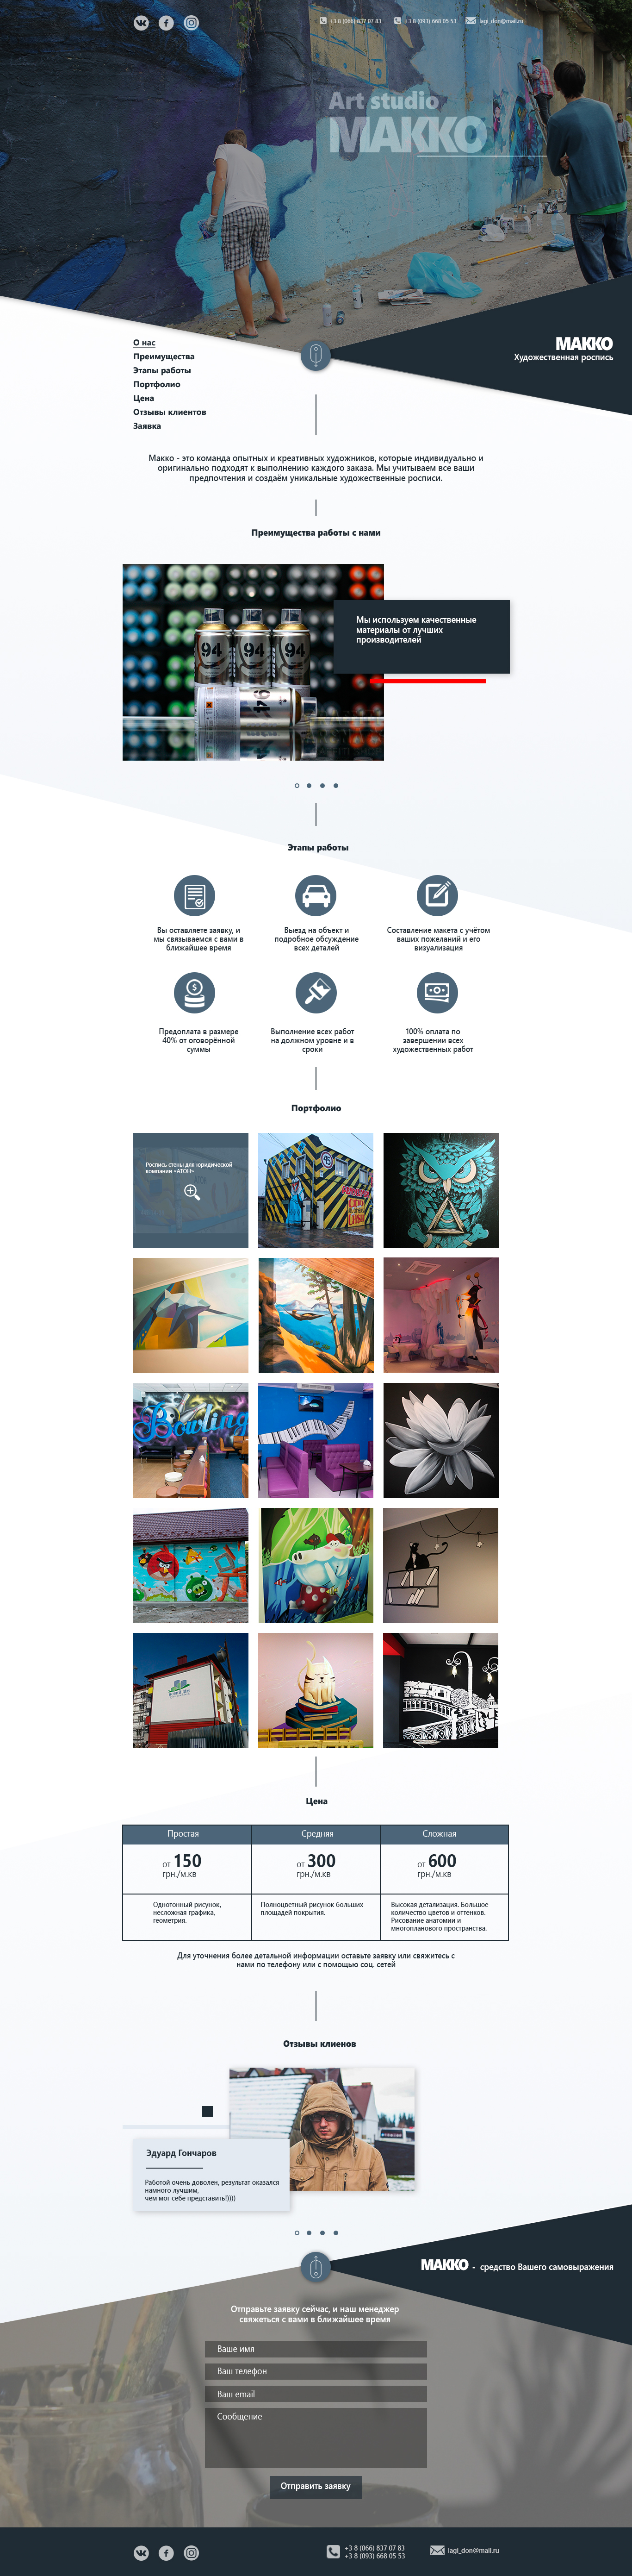 +3 8 (066) 837 07 83
+3 8 (093) 668 05 53
lagi_don@mail.ru
Art studio
МАККО
О нас
Преимущества
Этапы работы
Портфолио
Цена
Отзывы клиентов
Заявка
МАККО
Художественная роспись
Макко - это команда опытных и креативных художников, которые индивидуально и
оригинально подходят к выполнению каждого заказа. Мы учитываем все ваши
предпочтения и создаём уникальные художественные росписи.
Преимущества работы с нами
94 94 94
94
Мы используем качественные
материалы от лучших
производителей
Этапы работы
Вы оставляете заявку, и
мы связываемся с вами в
ближайшее время
Выезд на объект и
подробное обсуждение
всех деталей
Составление макета с учётом
ваших пожеланий и его
визуализация
Предоплата в размере
40% от оговорённой
суммы
Выполнение всех работ
на должном уровне и в
сроки
100% оплата по
завершении всех
художественных работ
Портфолио
Роспись стены для юридической
компании «АТОН»
Bowling
Цена
Простая
Средняя
Сложная
от 150
грн./м.кв
от 300
грн./м.кв
от 600
грн./м.кв
Однотонный рисунок,
несложная графика,
геометрия.
Полноцветный рисунок больших
площадей покрытия.
Высокая детализация. Большое
количество цветов и оттенков.
Рисование анатомии и
многопланового пространства.
Для уточнения более детальной информации оставьте заявку или свяжитесь с
нами по телефону или с помощью соц. сетей
Отзывы клиенов
Эдуард Гончаров
Работой очень доволен, результат оказался
намного лучшим,
чем мог себе представить!)))))
МАККО - средство Вашего самовыражения
Отправьте заявку сейчас, и наш менеджер
свяжеться с вами в ближайшее время
Ваше имя
Ваш телефон
Ваш email
Сообщение
Отправить заявку
+3 8 (066) 837 07 83
+3 8 (093) 668 05 53
lagi_don@mail.ru